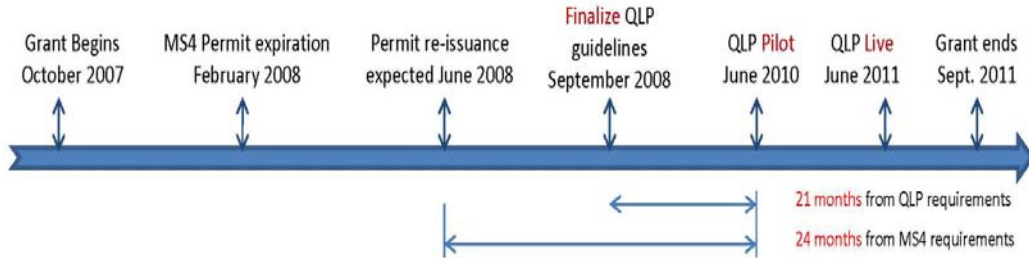 Grant Begins
October 2007
MS4 Permit expiration
February 2008
Permit re-issuance
expected June 2008
Finalize QLP
guidelines
September 2008
QLP Pilot
June 2010
QLP Live
June 2011
Grant ends
Sept. 2011
21 months from QLP requirements
24 months from MS4 requirements